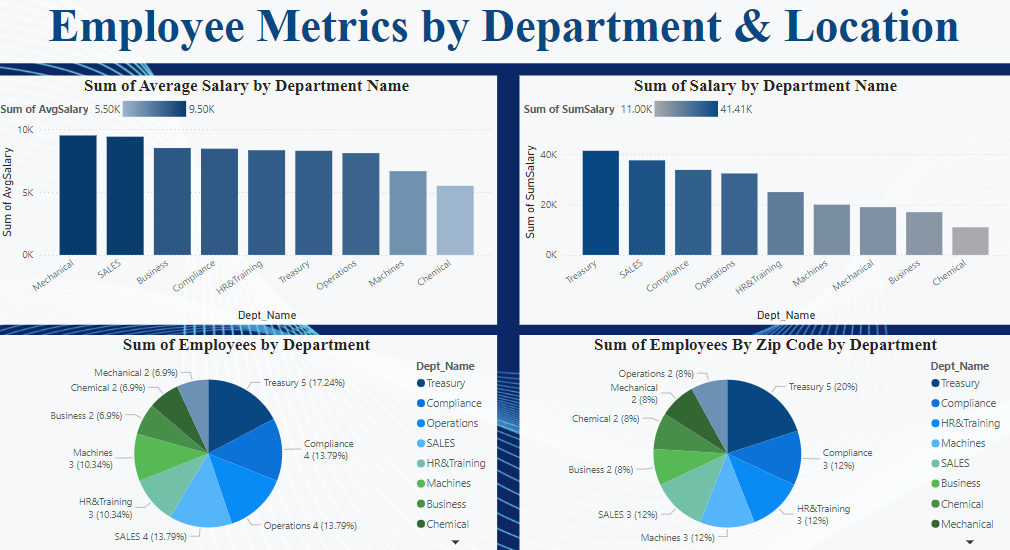 Employee Metrics by Department & Location
Sum of Average Salary by Department Name
Sum of AvgSalary 5.50K 9.50K
Sum of AvgSalary
10K
5K
0K
Mechanical
SALES
Business
Compliance
HR&Training
Treasury
Operations
Machines
Chemical
Dept_Name
Sum of Salary by Department Name
Sum of SumSalary 11.00K 41.41K
Sum of SumSalary
40K
20K
0K
Treasury
SALES
Compliance
Operations
HR&Training
Machines
Mechanical
Business
Chemical
Dept_Name
Sum of Employees by Department
Mechanical 2 (6.9%)
Chemical 2 (6.9%)
Business 2 (6.9%)
Machines
3 (10.34%)
HR&Training
3 (10.34%)
SALES 4 (13.79%)
Operations 4 (13.79%)
Compliance
4 (13.79%)
Treasury 5 (17.24%)
Dept_Name
Treasury
Compliance
Operations
SALES
HR&Training
Machines
Business
Chemical
Sum of Employees By Zip Code by Department
Operations 2 (8%)
Mechanical
2 (8%)
Chemical 2 (8%)
Business 2 (8%)
SALES 3 (12%)
Machines 3 (12%)
HR&Training
3 (12%)
Compliance
3 (12%)
Treasury 5 (20%)
Dept_Name
Treasury
Compliance
HR&Training
Machines
SALES
Business
Chemical
Mechanical